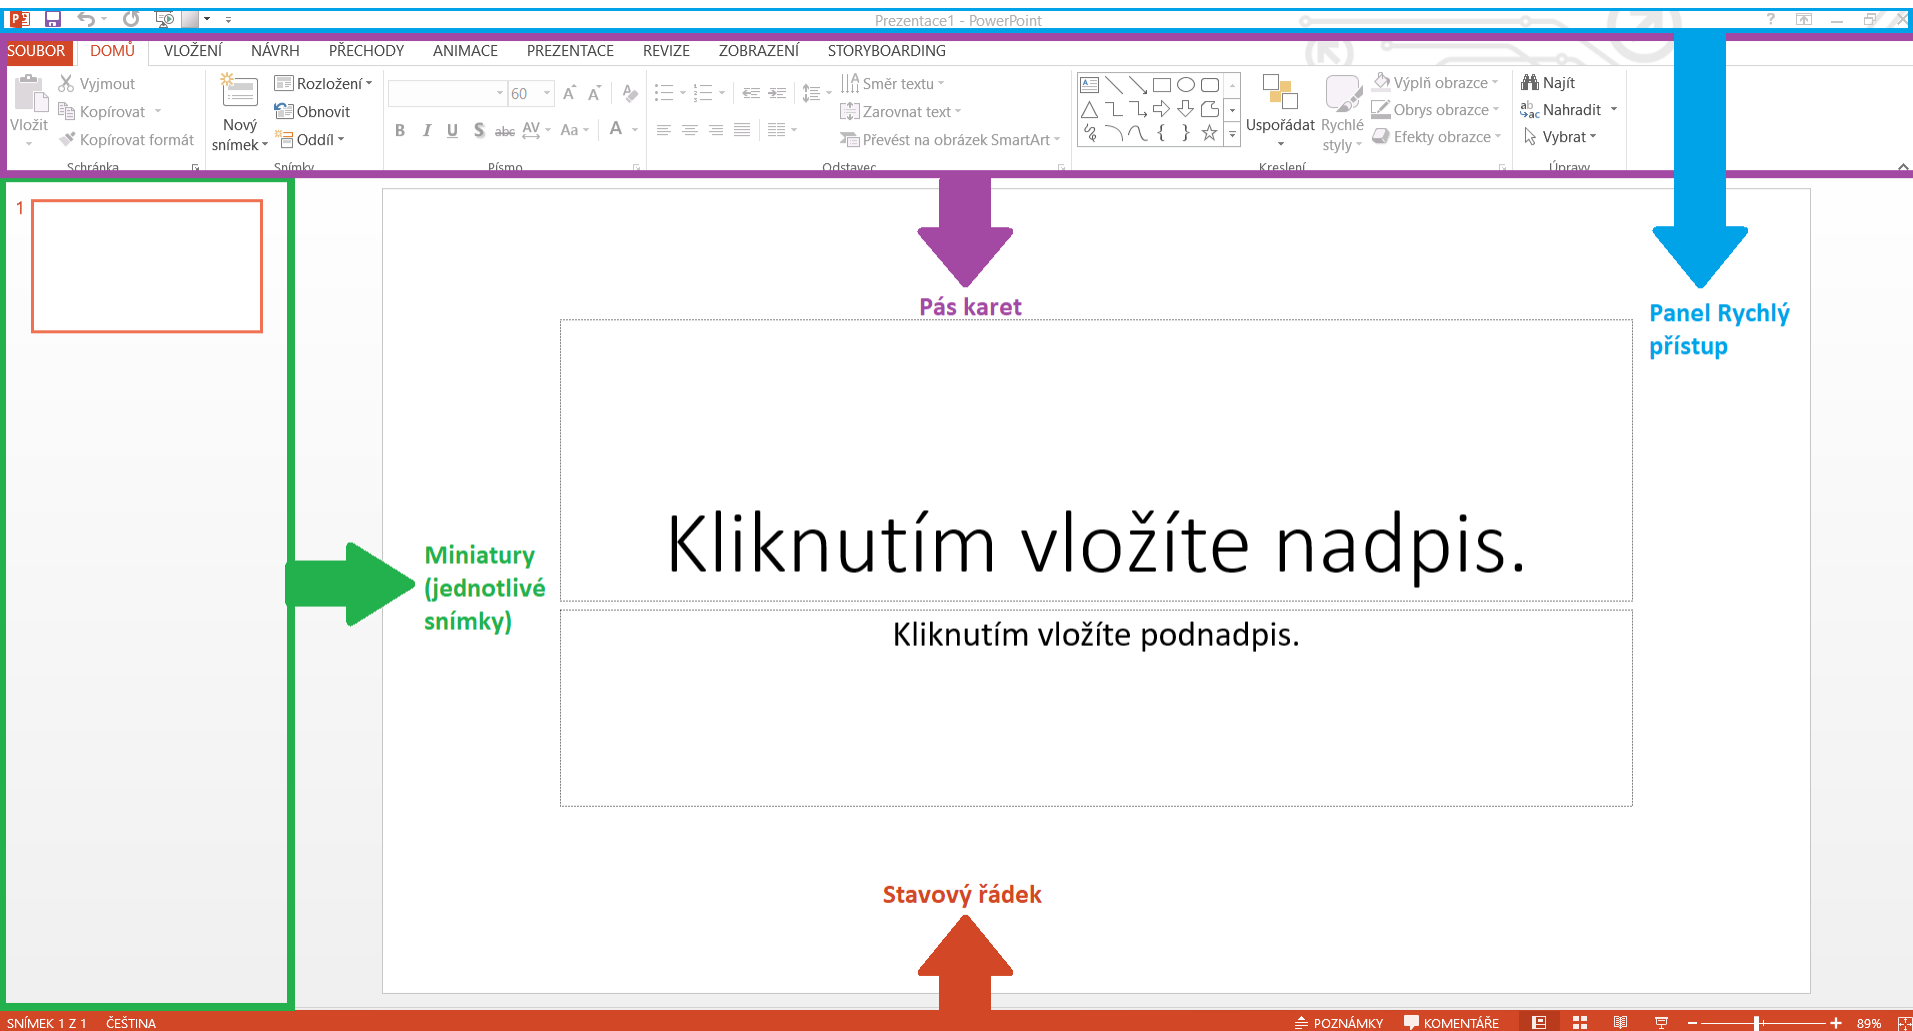 Prezentace1 - PowerPoint
?
SOUBOR DOMŮ VLOŽENÍ NÁVRH PŘECHODY ANIMACE PREZENTACE REVIZE ZOBRAZENÍ STORYBOARDING
Vložit
Vyjmout
Kopírovat
Kopírovat formát
Schránka
Nový
snímek
Rozložení
Obnovit
Oddíl
Snímky
60
B I U S abc AV Aa A
Písmo
Směr textu
Zarovnat text
Převést na obrázek SmartArt
Odstavec
Uspořádat
Rychlé
styly
Výplň obrazce
Obrys obrazce
Efekty obrazce
Kreslení
Najít
Nahradit
Vybrat
Úpravy
1
Pás karet
Panel Rychlý
přístup
Kliknutím vložíte nadpis.
Miniatury
(jednotlivé
snímky)
Kliknutím vložíte podnadpis.
Stavový řádek
SNÍMEK 1 Z 1 ČEŠTINA POZNÁMKY KOMENTÁŘE 89%